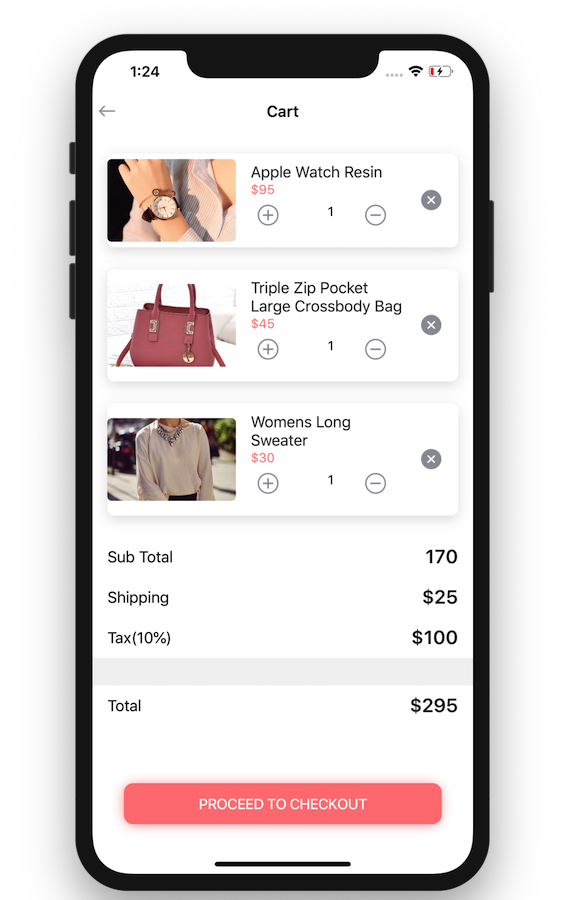 1:24
Cart
Apple Watch Resin
$95
1
Triple Zip Pocket
Large Crossbody Bag
$45
1
Womens Long
Sweater
$30
1
Sub Total 170
Shipping $25
Tax(10%) $100
Total $295
PROCEED TO CHECKOUT